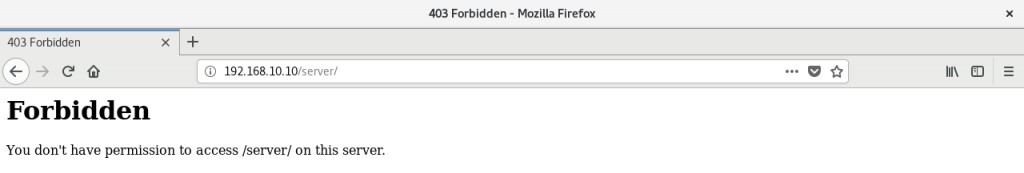 403 Forbidden - Mozilla Firefox
403 Forbidden
192.168.10.10/server/
Forbidden
You don't have permission to access /server/ on this server.